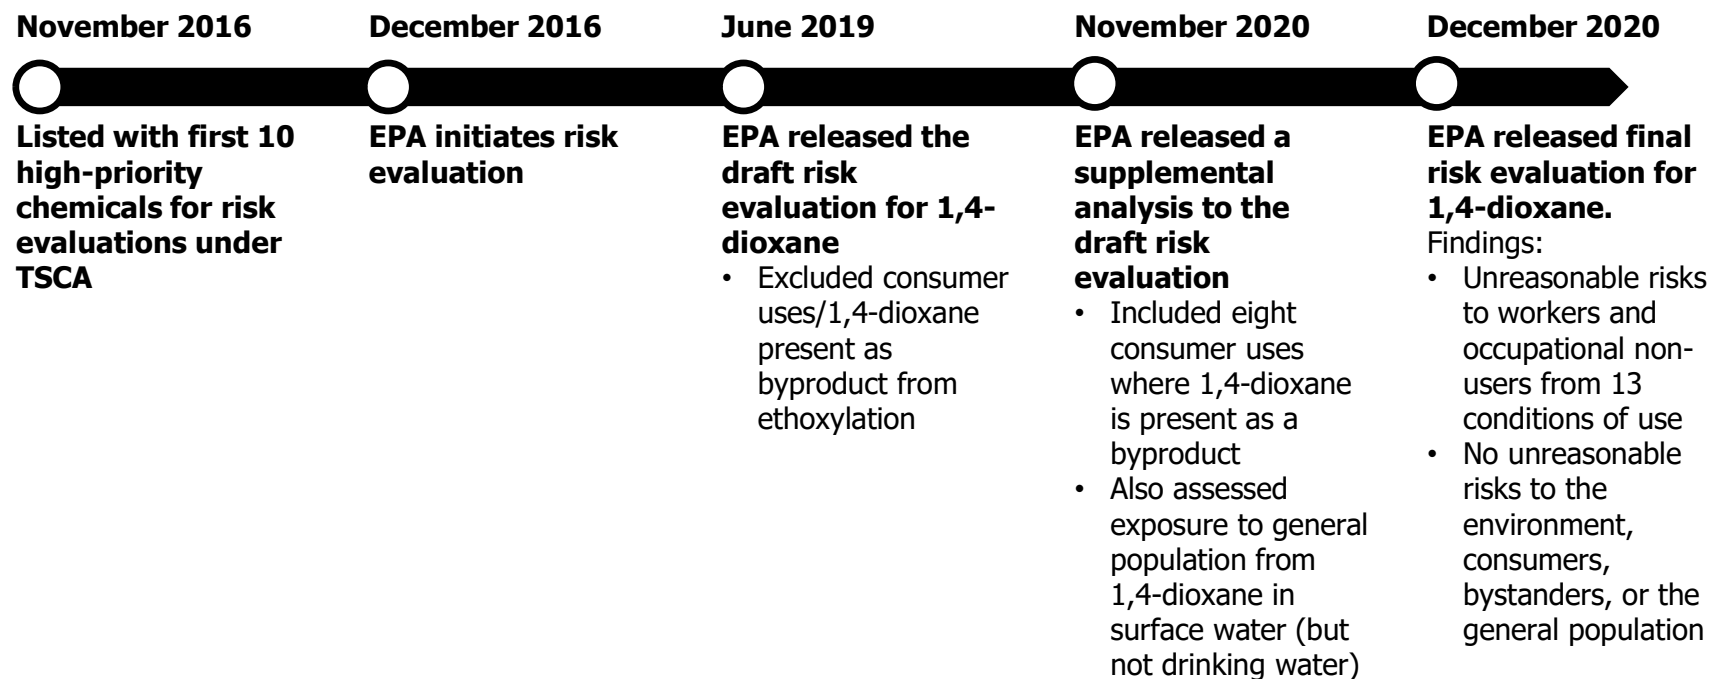 November 2016
Listed with first 10
high-priority
chemicals for risk
evaluations under
TSCA
December 2016
EPA initiates risk
evaluation
June 2019
EPA released the
draft risk
evaluation for 1,4-
dioxane
• Excluded consumer
uses/1,4-dioxane
present as
byproduct from
ethoxylation
November 2020
EPA released a
supplemental
analysis to the
draft risk
evaluation
• Included eight
consumer uses
where 1,4-dioxane
is present as a
byproduct
• Also assessed
exposure to general
population from
1,4-dioxane in
surface water (but
not drinking water)
December 2020
EPA released final
risk evaluation for
1,4-dioxane.
Findings:
• Unreasonable risks
to workers and
occupational non-
users from 13
conditions of use
• No unreasonable
risks to the
environment,
consumers,
bystanders, or the
general population